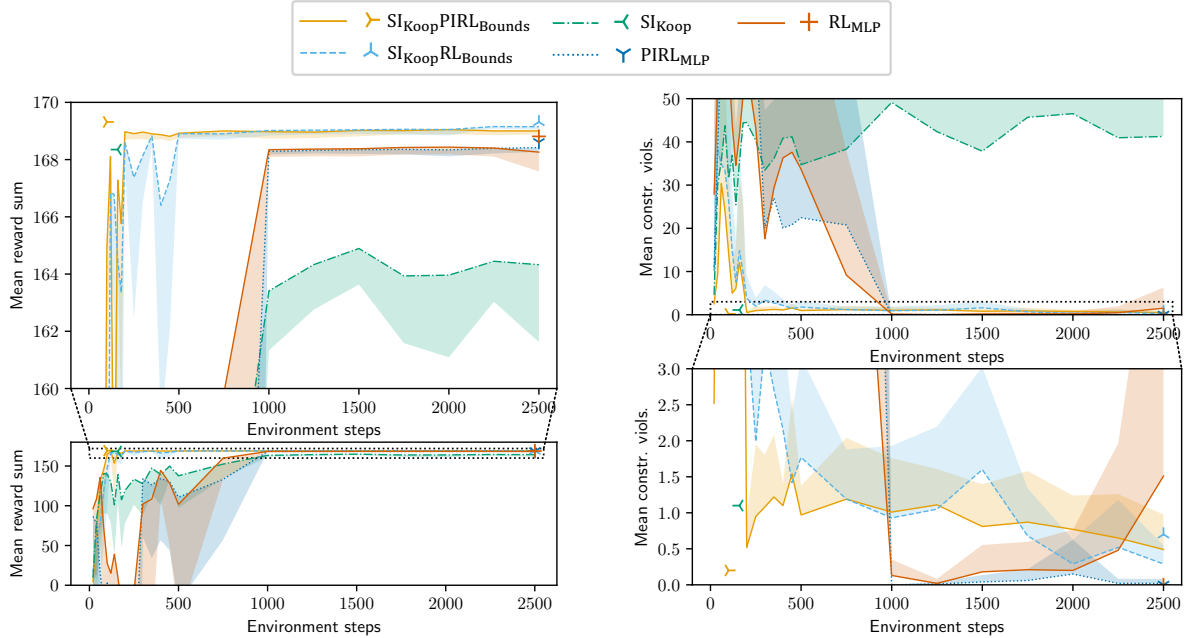 SI_Koop PIRL_Bounds SI_Koop RL_MLP
SI_Koop RL_Bounds PIRL_MLP
170
168
166
164
162
160
Mean reward sum
0 500 1000 1500 2000 2500
Environment steps
150
100
50
0
Mean reward sum
0 500 1000 1500 2000 2500
Environment steps
50
40
30
20
10
0
Mean constr. viols.
0 500 1000 1500 2000 2500
Environment steps
3.0
2.5
2.0
1.5
1.0
0.5
0.0
Mean constr. viols.
0 500 1000 1500 2000 2500
Environment steps